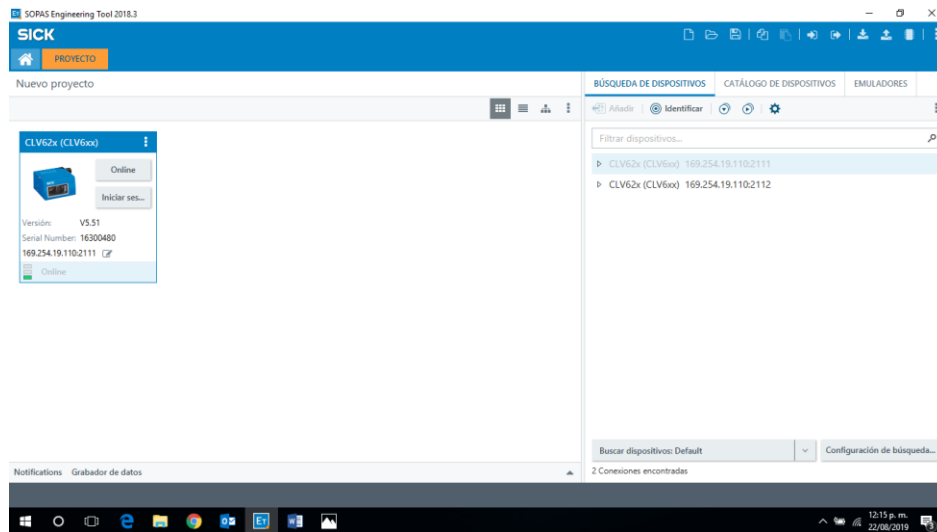 SOPAS Engineering Tool 2018.3
SICK
PROYECTO
Nuevo proyecto
CLV62x (CLV6xx)
Online
Iniciar ses...
Versión: V5.51
Serial Number: 16300480
169.254.19.110:2111
Online
BÚSQUEDA DE DISPOSITIVOS CATÁLOGO DE DISPOSITIVOS EMULADORES
Añadir Identificar
Filtrar dispositivos...
CLV62x (CLV6xx) 169.254.19.110:2111
CLV62x (CLV6xx) 169.254.19.110:2112
Buscar dispositivos: Default Configuración de búsqueda...
Notifications Grabador de datos 2 Conexiones encontradas
12:15 p. m.
22/08/2019